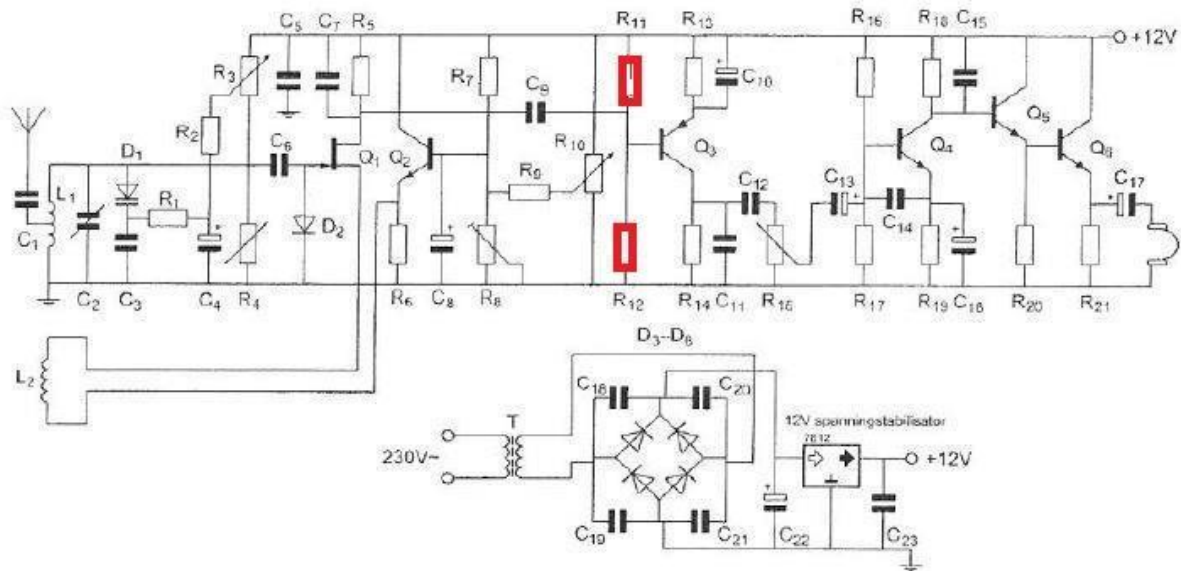 C5 C7 R5 R11 R13 R16 R18 C15
+12V
R3 R7 C9 C10
R2 R10 Q5
D1 C6 Q1 Q2 Q3 Q4 Q6
L1 R1 R9 C12 C13 C17
C1 D2 C14
C2 C3 C4 R4 R6 C8 R8 R12 R14 C11 R15 R17 R19 C16 R20 R21
L2
D3--D6
C18 C20
12V spanningstabilisator
T 7812
230V~ +12V
C19 C21 C22 C23